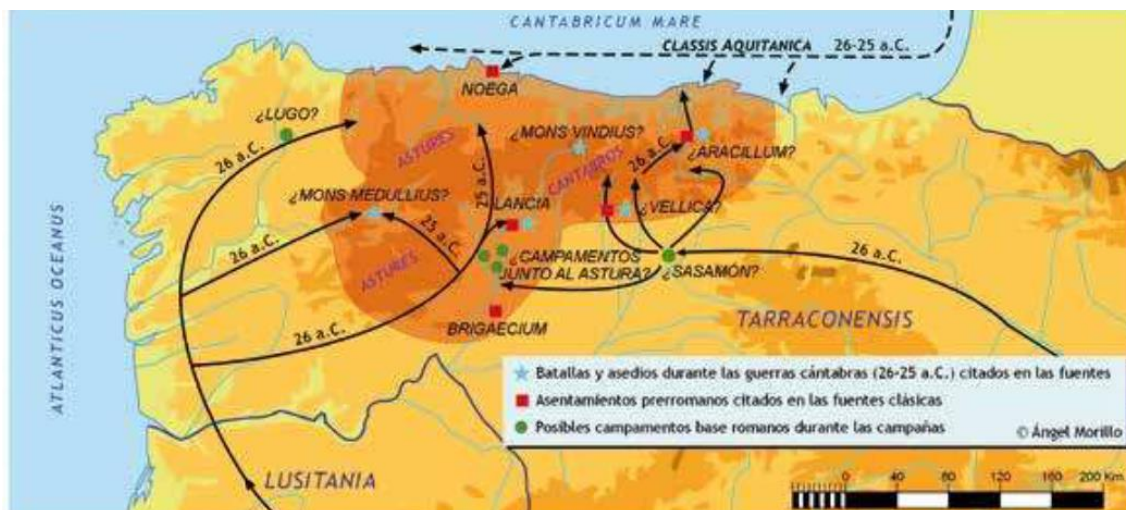 CANTABRICUM MARE
CLASSIS AQUITANICA 26-25 a.C.
NOEGA
¿LUGO?
ASTURES
¿MONS VINDIUS?
CANTABROS
26 a.C.
¿ARACILLUM?
26 a.C.
¿MONS MEDULLIUS?
25 a.C.
LANCIA
¿VELLICA?
26 a.C.
25 a.C.
ASTURES
¿CAMPAMENTOS
JUNTO AL ASTURA?
¿SASAMÓN?
26 a.C.
26 a.C.
BRIGAECIUM
ATLANTICUS OCEANUS
TARRACONENSIS
LUSITANIA
Batallas y asedios durante las guerras cántabras (26-25 a.C.) citados en las fuentes
Asentamientos prerromanos citados en las fuentes clásicas
Posibles campamentos base romanos durante las campañas
© Ángel Morillo
0 40 80 120 160 200 Km.